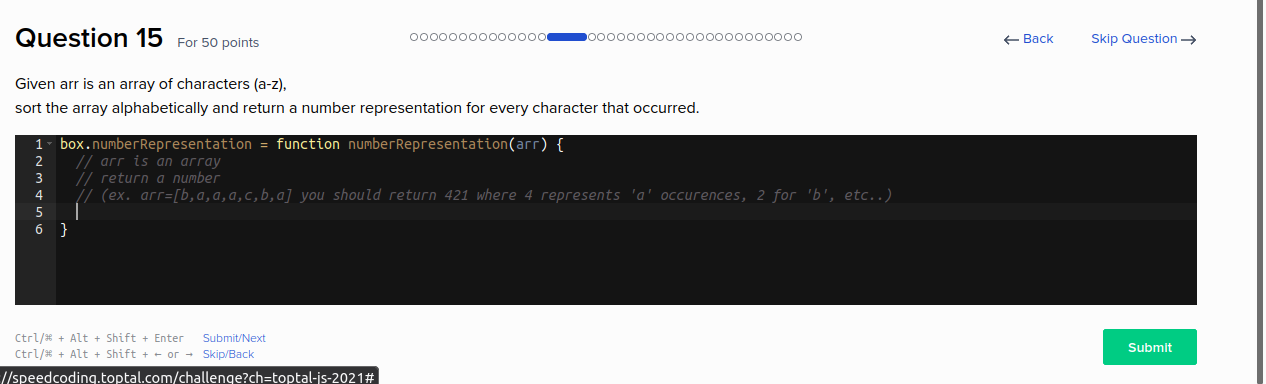 Question 15 For 50 points
← Back Skip Question →
Given arr is an array of characters (a-z),
sort the array alphabetically and return a number representation for every character that occurred.
1 box.numberRepresentation = function numberRepresentation(arr) {
2 // arr is an array
3 // return a number
4 // (ex. arr=[b,a,a,a,c,b,a] you should return 421 where 4 represents 'a' occurences, 2 for 'b', etc..)
5
6 }
Ctrl/⌘ + Alt + Shift + Enter Submit/Next
Ctrl/⌘ + Alt + Shift + ← or → Skip/Back
Submit
//speedcoding.toptal.com/challenge?ch=toptal-js-2021#